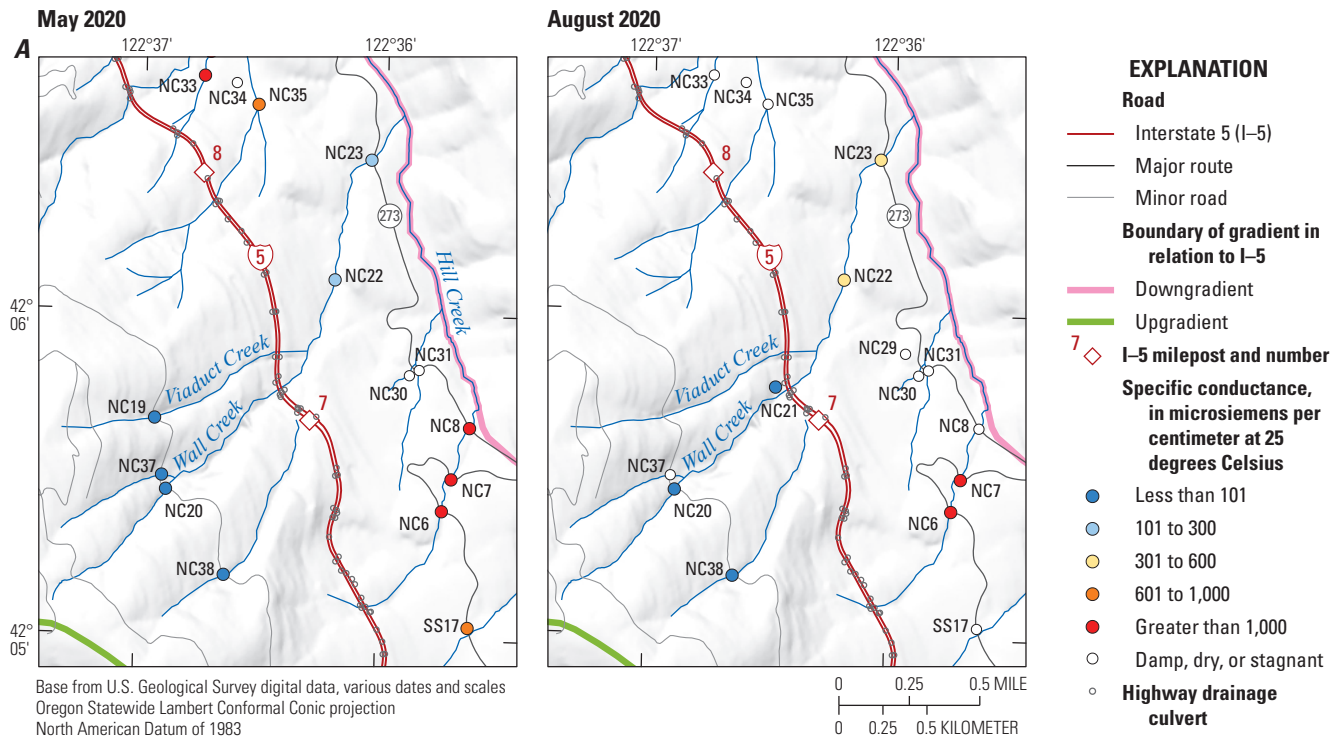 May 2020
A
122°37'
122°36'
42°
06'
42°
05'
NC33
NC34
NC35
8
NC23
273
5
Hill Creek
NC22
Viaduct Creek
NC31
NC30
NC19
Wall Creek
7
NC8
NC37
NC7
NC20
NC6
NC38
SS17
August 2020
122°37'
122°36'
NC33
NC34
NC35
8
NC23
273
5
NC22
NC29
Viaduct Creek
NC31
NC30
NC21
7
Wall Creek
NC8
NC37
NC7
NC20
NC6
NC38
SS17
Base from U.S. Geological Survey digital data, various dates and scales
Oregon Statewide Lambert Conformal Conic projection
North American Datum of 1983
0 0.25 0.5 MILE
0 0.25 0.5 KILOMETER
EXPLANATION
Road
Interstate 5 (I–5)
Major route
Minor road
Boundary of gradient in
relation to I–5
Downgradient
Upgradient
7 I–5 milepost and number
Specific conductance,
in microsiemens per
centimeter at 25
degrees Celsius
Less than 101
101 to 300
301 to 600
601 to 1,000
Greater than 1,000
Damp, dry, or stagnant
Highway drainage
culvert